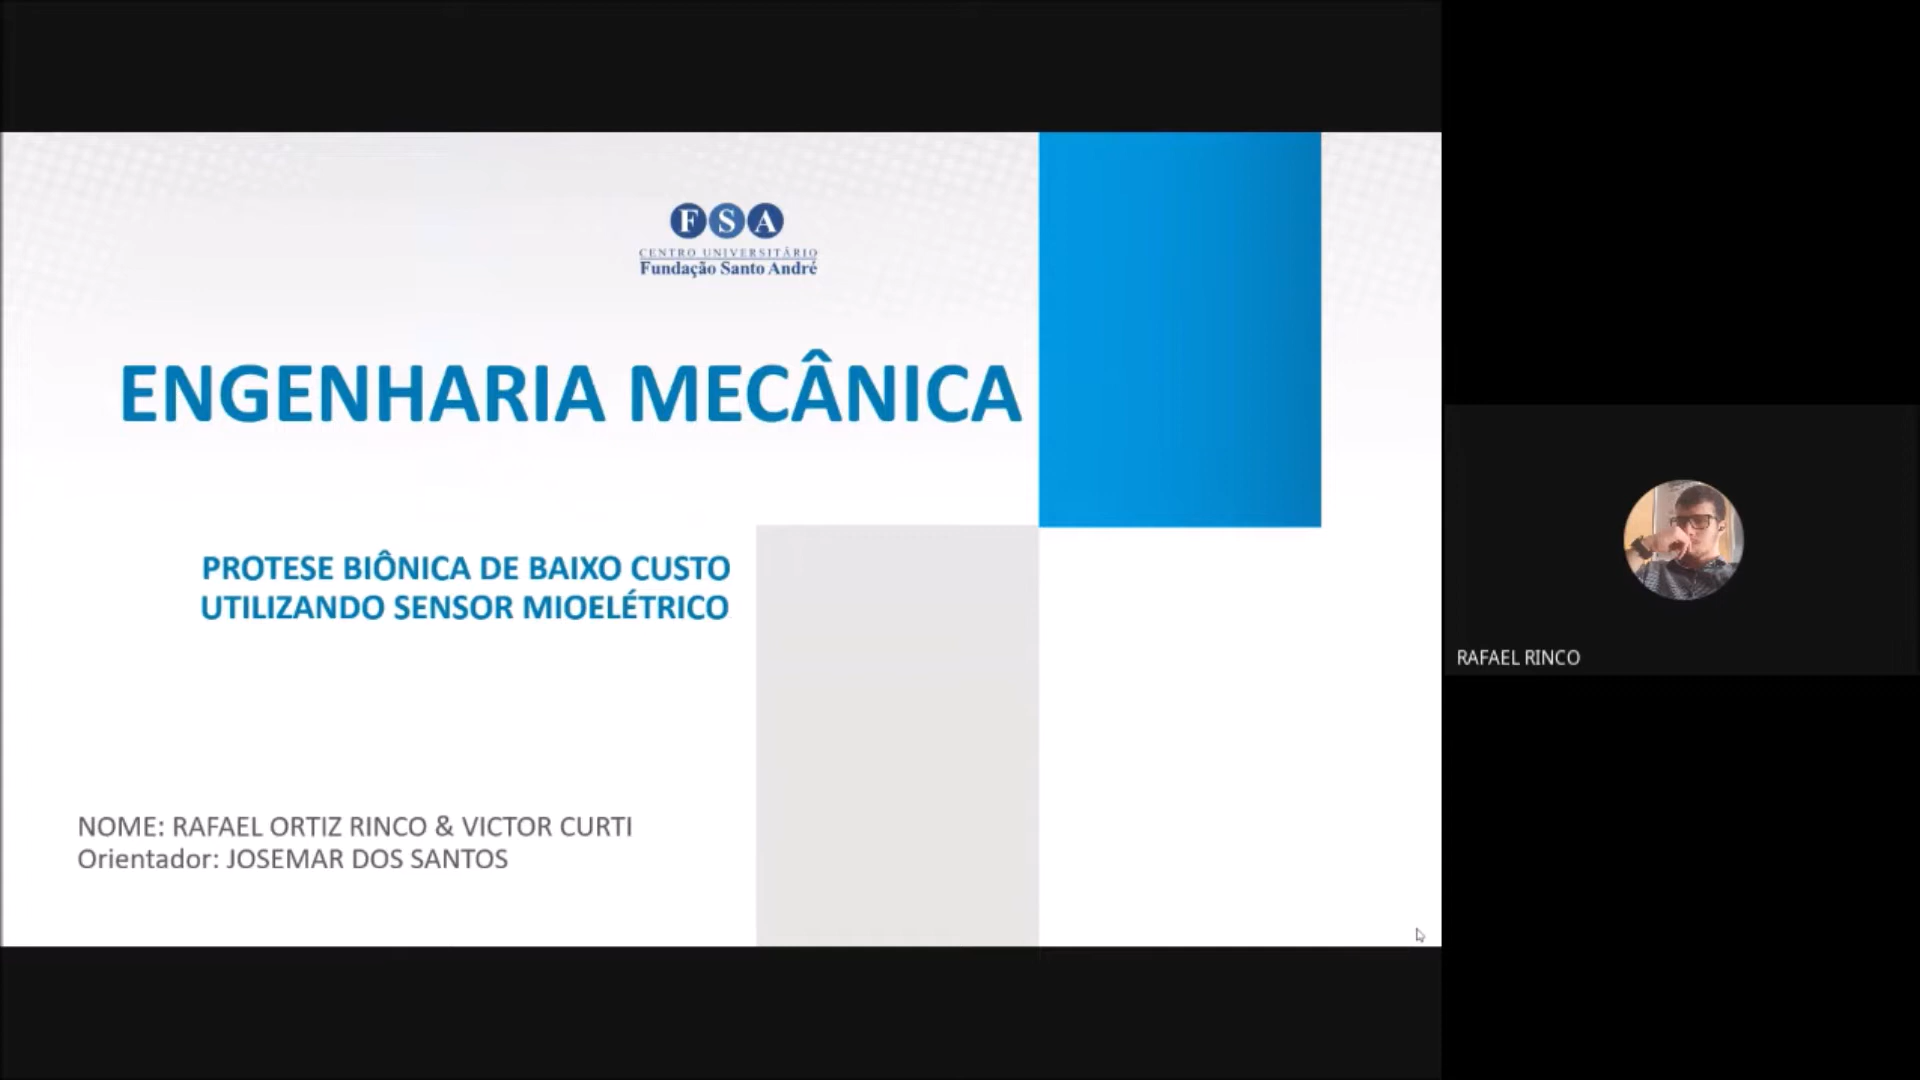 F S A
CENTRO UNIVERSITÁRIO
Fundação Santo André
ENGENHARIA MECÂNICA
PROTESE BIÔNICA DE BAIXO CUSTO
UTILIZANDO SENSOR MIOELÉTRICO
NOME: RAFAEL ORTIZ RINCO & VICTOR CURTI
Orientador: JOSEMAR DOS SANTOS
RAFAEL RINCO